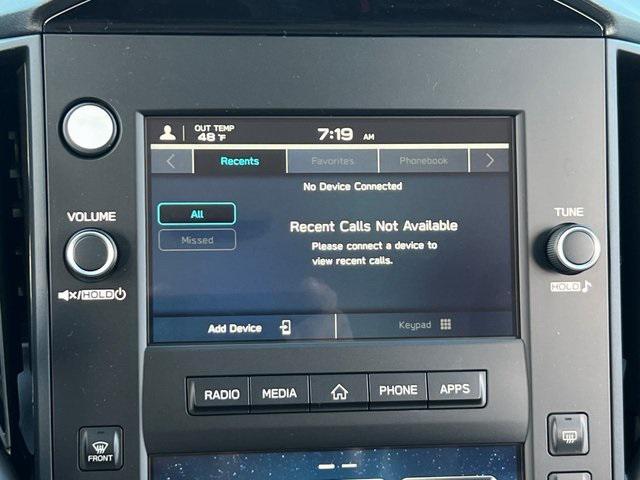 OUT TEMP
48 °F
7:19 AM
Recents Favorites Phonebook
No Device Connected
All
Missed
Recent Calls Not Available
Please connect a device to
view recent calls.
Add Device
Keypad
VOLUME
/HOLD
TUNE
HOLD
RADIO MEDIA PHONE APPS
FRONT